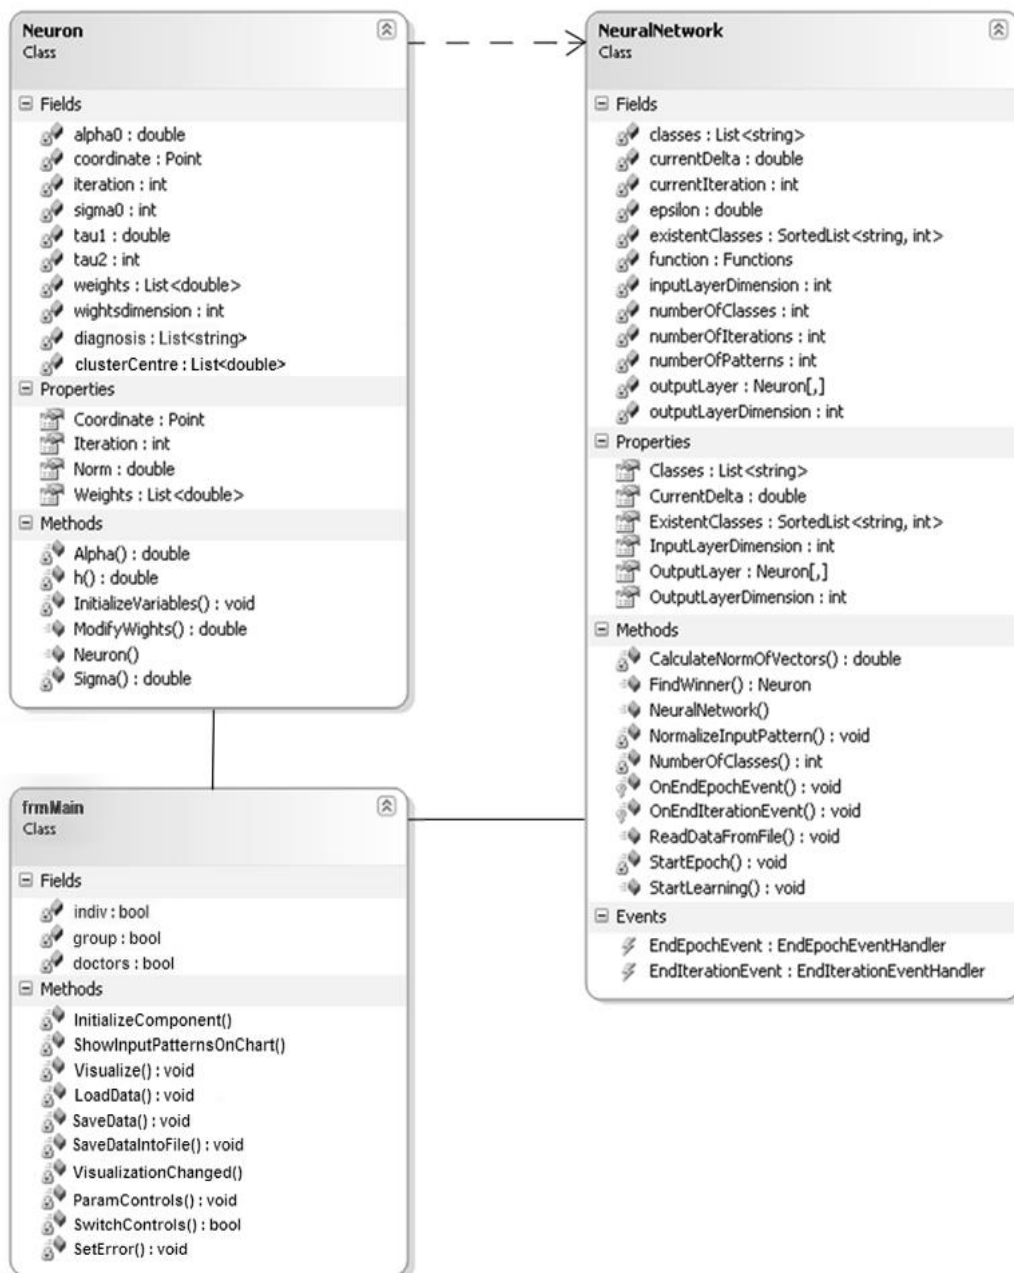 Neuron
Class
Fields
alpha0 : double
coordinate : Point
iteration : int
sigma0 : int
tau1 : double
tau2 : int
weights : List<double>
wightsdimension : int
diagnosis : List<string>
clusterCentre : List<double>
Properties
Coordinate : Point
Iteration : int
Norm : double
Weights : List<double>
Methods
Alpha() : double
h() : double
InitializeVariables() : void
ModifyWights() : double
Neuron()
Sigma() : double
frmMain
Class
Fields
indiv : bool
group : bool
doctors : bool
Methods
InitializeComponent()
ShowInputPatternsOnChart()
Visualize() : void
LoadData() : void
SaveData() : void
SaveDataIntoFile() : void
VisualizationChanged()
ParamControls() : void
SwitchControls() : bool
SetError() : void
NeuralNetwork
Class
Fields
classes : List<string>
currentDelta : double
currentIteration : int
epsilon : double
existentClasses : SortedList<string, int>
function : Functions
inputLayerDimension : int
numberOfClasses : int
numberOfIterations : int
numberOfPatterns : int
outputLayer : Neuron[,]
outputLayerDimension : int
Properties
Classes : List<string>
CurrentDelta : double
ExistentClasses : SortedList<string, int>
InputLayerDimension : int
OutputLayer : Neuron[,]
OutputLayerDimension : int
Methods
CalculateNormOfVectors() : double
FindWinner() : Neuron
NeuralNetwork()
NormalizeInputPattern() : void
NumberOfClasses() : int
OnEndEpochEvent() : void
OnEndIterationEvent() : void
ReadDataFromFile() : void
StartEpoch() : void
StartLearning() : void
Events
EndEpochEvent : EndEpochEventHandler
EndIterationEvent : EndIterationEventHandler